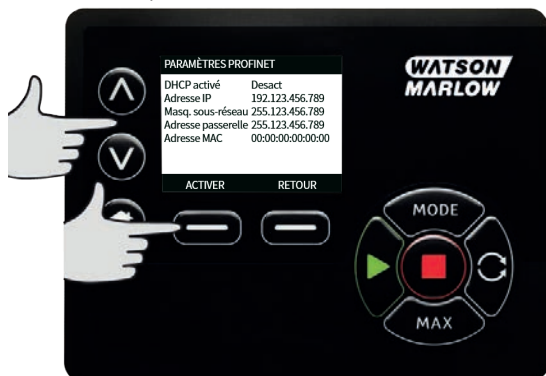 PARAMÈTRES PROFINET
DHCP activé Desact
Adresse IP 192.123.456.789
Masq. sous-réseau 255.123.456.789
Adresse passerelle 255.123.456.789
Adresse MAC 00:00:00:00:00:00
ACTIVER RETOUR
WATSON
MARLOW
MODE
MAX